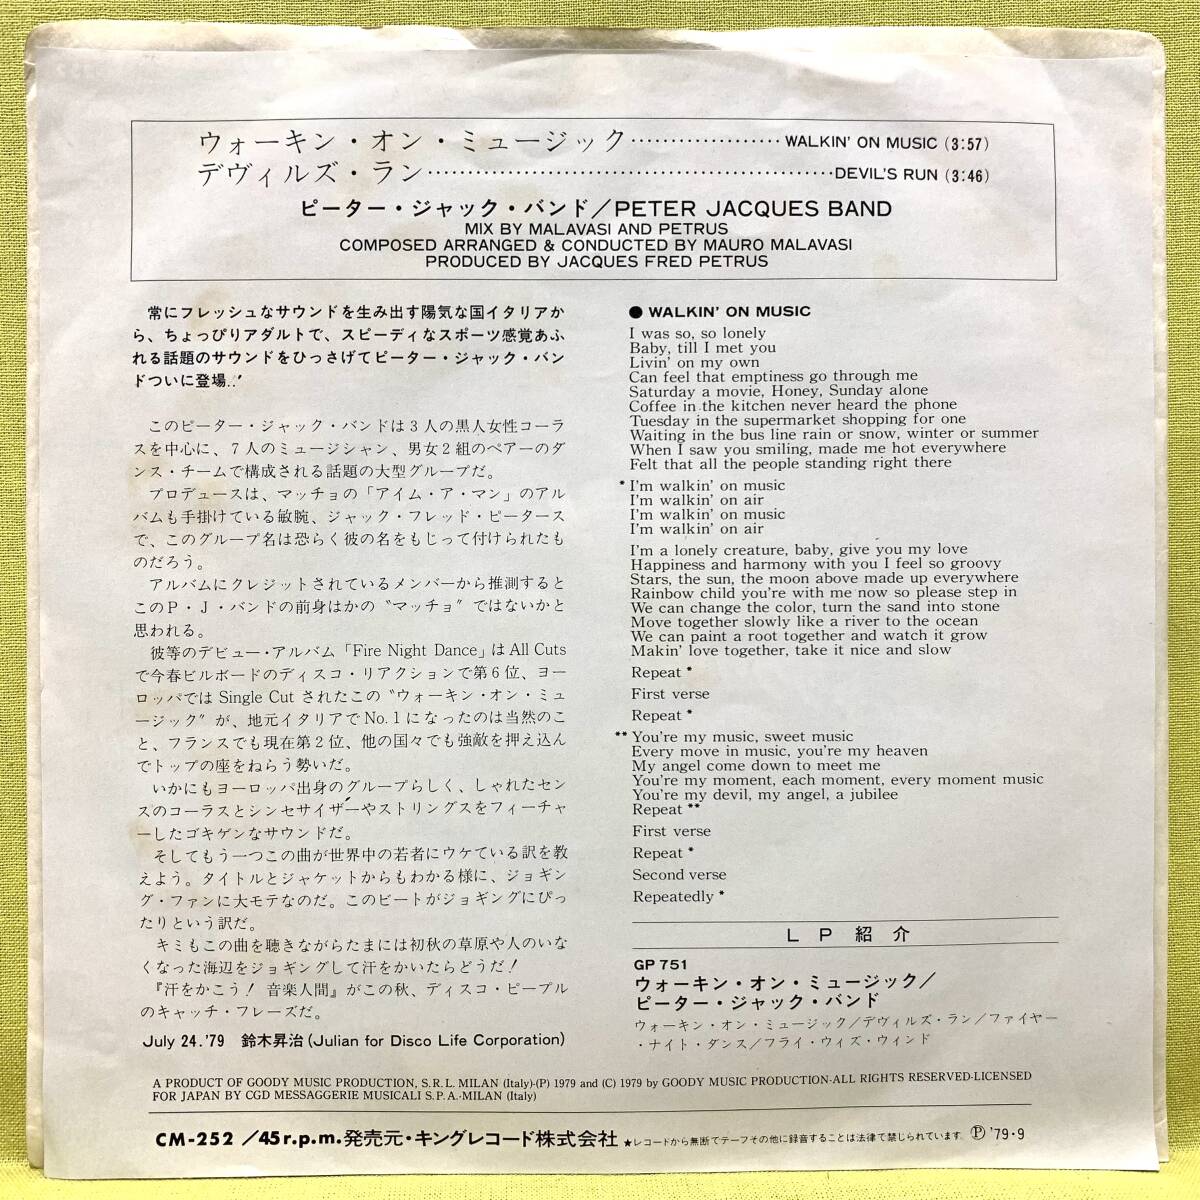 ウォーキン・オン・ミュージック…………………WALKIN' ON MUSIC (3:57)
デヴィルズ・ラン……………………………………………DEVIL'S RUN (3:46)
ピーター・ジャック・バンド／PETER JACQUES BAND
MIX BY MALAVASI AND PETRUS
COMPOSED ARRANGED & CONDUCTED BY MAURO MALAVASI
PRODUCED BY JACQUES FRED PETRUS
常にフレッシュなサウンドを生み出す陽気な国イタリアか
ら、ちょっぴりアダルトで、スピーディなスポーツ感覚あふ
れる話題のサウンドをひっさげてピーター・ジャック・バン
ドついに登場..〞
このピーター・ジャック・バンドは3人の黒人女性コーラ
スを中心に、7人のミュージシャン、男女2組のペアーのダ
ンス・チームで構成される話題の大型グループだ。
プロデュースは、マッチョの「アイム・ア・マン」のアル
バムも手掛けている敏腕、ジャック・フレッド・ピータース
で、このグループ名は恐らく彼の名をもじって付けられたも
のだろう。
アルバムにクレジットされているメンバーから推測すると
このP・J・バンドの前身はかの〝マッチョ〞ではないかと
思われる。
彼等のデビュー・アルバム「Fire Night Dance」はAll Cuts
で今春ビルボードのディスコ・リアクションで第6位、ヨー
ロッパでは Single Cut されたこの〝ウォーキン・オン・ミュ
ージック〞が、地元イタリアでNo.1になったのは当然のこ
と、フランスでも現在第2位、他の国々でも強敵を押え込ん
でトップの座をねらう勢いだ。
いかにもヨーロッパ出身のグループらしく、しゃれたセン
スのコーラスとシンセサイザーやストリングスをフィーチャ
ーしたゴキゲンなサウンドだ。
そしてもう一つこの曲が世界中の若者にウケている訳を教
えよう。タイトルとジャケットからもわかる様に、ジョギン
グ・ファンに大モテなのだ。このビートがジョギングにぴっ
たりという訳だ。
キミもこの曲を聴きながらたまには初秋の草原や人のいな
くなった海辺をジョギングして汗をかいたらどうだ！
『汗をかこう！ 音楽人間』がこの秋、ディスコ・ピープル
のキャッチ・フレーズだ。
July 24.'79 鈴木昇治(Julian for Disco Life Corporation)
● WALKIN' ON MUSIC
I was so, so lonely
Baby, till I met you
Livin' on my own
Can feel that emptiness go through me
Saturday a movie, Honey, Sunday alone
Coffee in the kitchen never heard the phone
Tuesday in the supermarket shopping for one
Waiting in the bus line rain or snow, winter or summer
When I saw you smiling, made me hot everywhere
Felt that all the people standing right there
* I'm walkin' on music
I'm walkin' on air
I'm walkin' on music
I'm walkin' on air
I'm a lonely creature, baby, give you my love
Happiness and harmony with you I feel so groovy
Stars, the sun, the moon above made up everywhere
Rainbow child you're with me now so please step in
We can change the color, turn the sand into stone
Move together slowly like a river to the ocean
We can paint a root together and watch it grow
Makin' love together, take it nice and slow
Repeat *
First verse
Repeat *
** You're my music, sweet music
Every move in music, you're my heaven
My angel come down to meet me
You're my moment, each moment, every moment music
You're my devil, my angel, a jubilee
Repeat **
First verse
Repeat *
Second verse
Repeatedly *
LP紹介
GP 751
ウォーキン・オン・ミュージック／
ピーター・ジャック・バンド
ウォーキン・オン・ミュージック／デヴィルズ・ラン／ファイヤー
・ナイト・ダンス／フライ・ウィズ・ウィンド
A PRODUCT OF GOODY MUSIC PRODUCTION, S.R.L. MILAN (Italy)-(P) 1979 and (C) 1979 by GOODY MUSIC PRODUCTION-ALL RIGHTS RESERVED-LICENSED
FOR JAPAN BY CGD MESSAGGERIE MUSICALI S.P.A.-MILAN (Italy)
CM-252 /45r.p.m.発売元・キングレコード株式会社 ★レコードから無断でテープその他に録音することは法律で禁じられています。Ⓟ '79・9